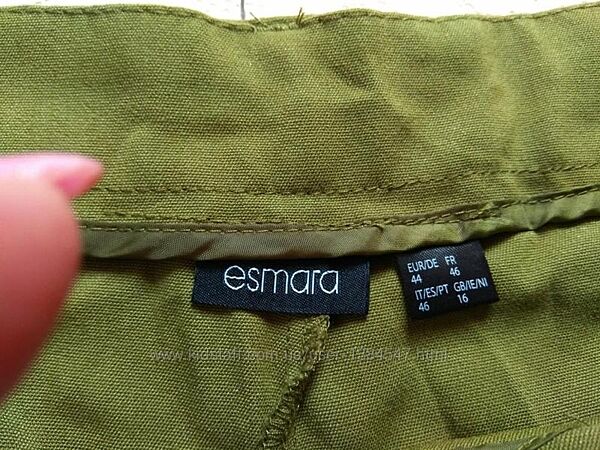 esmara
EUR/DE FR
44 46
IT/ES/PT GB/IE/NI
46 16